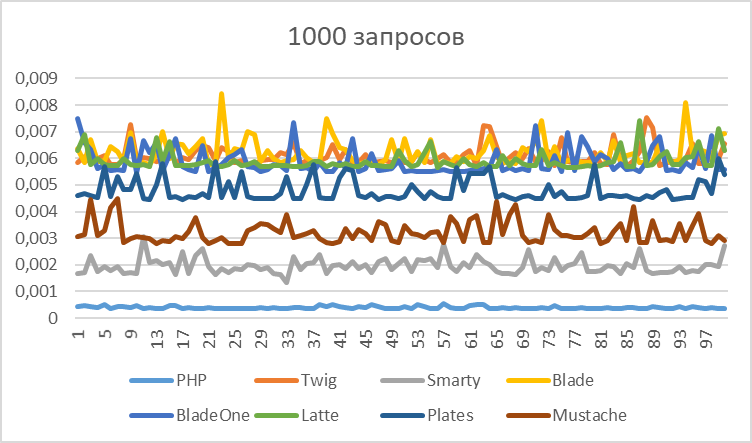 1000 запросов
0,009
0,008
0,007
0,006
0,005
0,004
0,003
0,002
0,001
0
1 5 9 13 17 21 25 29 33 37 41 45 49 53 57 61 65 69 73 77 81 85 89 93 97
PHP Twig Smarty Blade
BladeOne Latte Plates Mustache